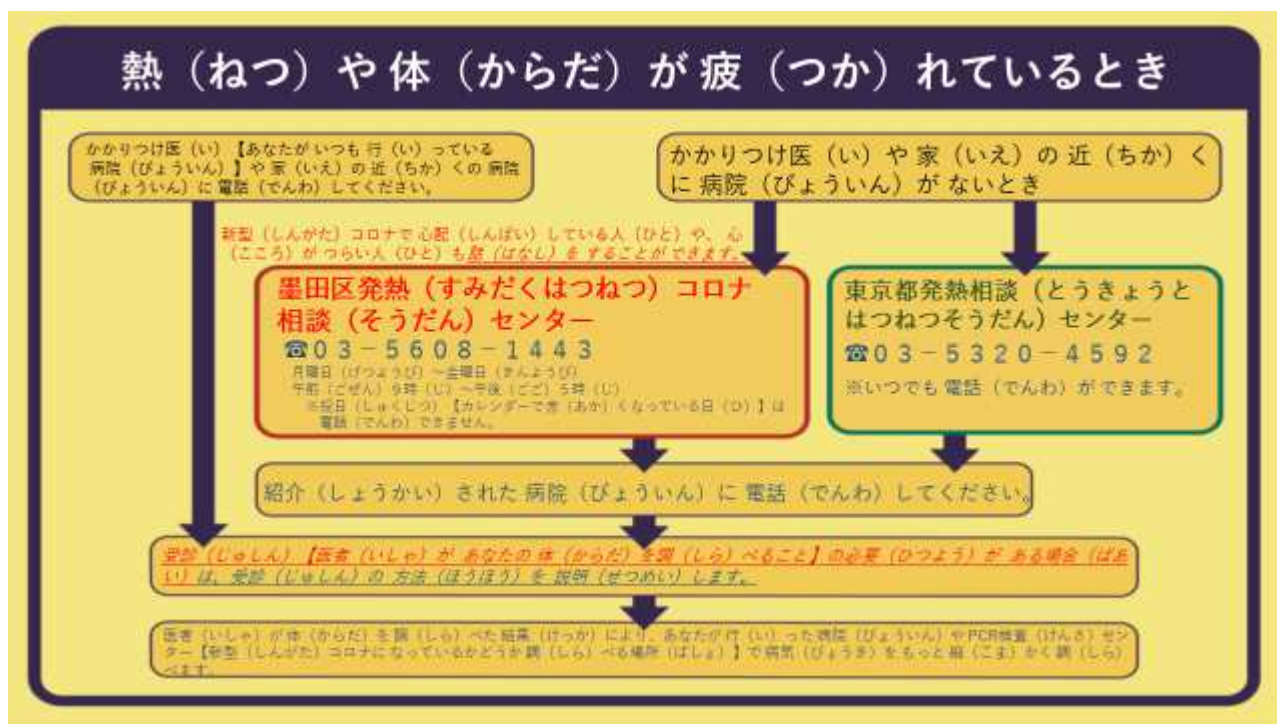 熱（ねつ）や 体（からだ）が 疲（つか）れているとき
かかりつけ医（い）【あなたが いつも 行（い）っている
病院（びょういん）】や 家（いえ）の 近（ちか）くの 病院
（びょういん）に 電話（でんわ）してください。
かかりつけ医（い）や 家（いえ）の 近（ちか）く
に 病院（びょういん）が ないとき
新型（しんがた）コロナで 心配（しんぱい）している人（ひと）や、心
（こころ）が つらい人（ひと）も 話（はなし）を することが できます。
墨田区発熱（すみだくはつねつ）コロナ
相談（そうだん）センター
☎０３－５６０８－１４４３
月曜日（げつようび）～金曜日（きんようび）
午前（ごぜん）９時（じ）～午後（ごご）５時（じ）
※祝日（しゅくじつ）【カレンダーで赤（あか）くなっている日（ひ）】は
電話（でんわ）できません。
東京都発熱相談（とうきょうと
はつねつそうだん）センター
☎０３－５３２０－４５９２
※いつでも 電話（でんわ）が できます。
紹介（しょうかい）された 病院（びょういん）に 電話（でんわ）してください。
受診（じゅしん）【医者（いしゃ）が あなたの 体（からだ）を調（しら）べること】の必要（ひつよう）が ある場合（ばあ
い）は、受診（じゅしん）の 方法（ほうほう）を 説明（せつめい）します。
医者（いしゃ）が 体（からだ）を 調（しら）べた 結果（けっか）により、あなたが 行（い）った 病院（びょういん）や PCR検査（けんさ）セン
ター【新型（しんがた）コロナになっているかどうか 調（しら）べる場所（ばしょ）】で 病気（びょうき）を もっと 細（こま）かく 調（しら）
べます。